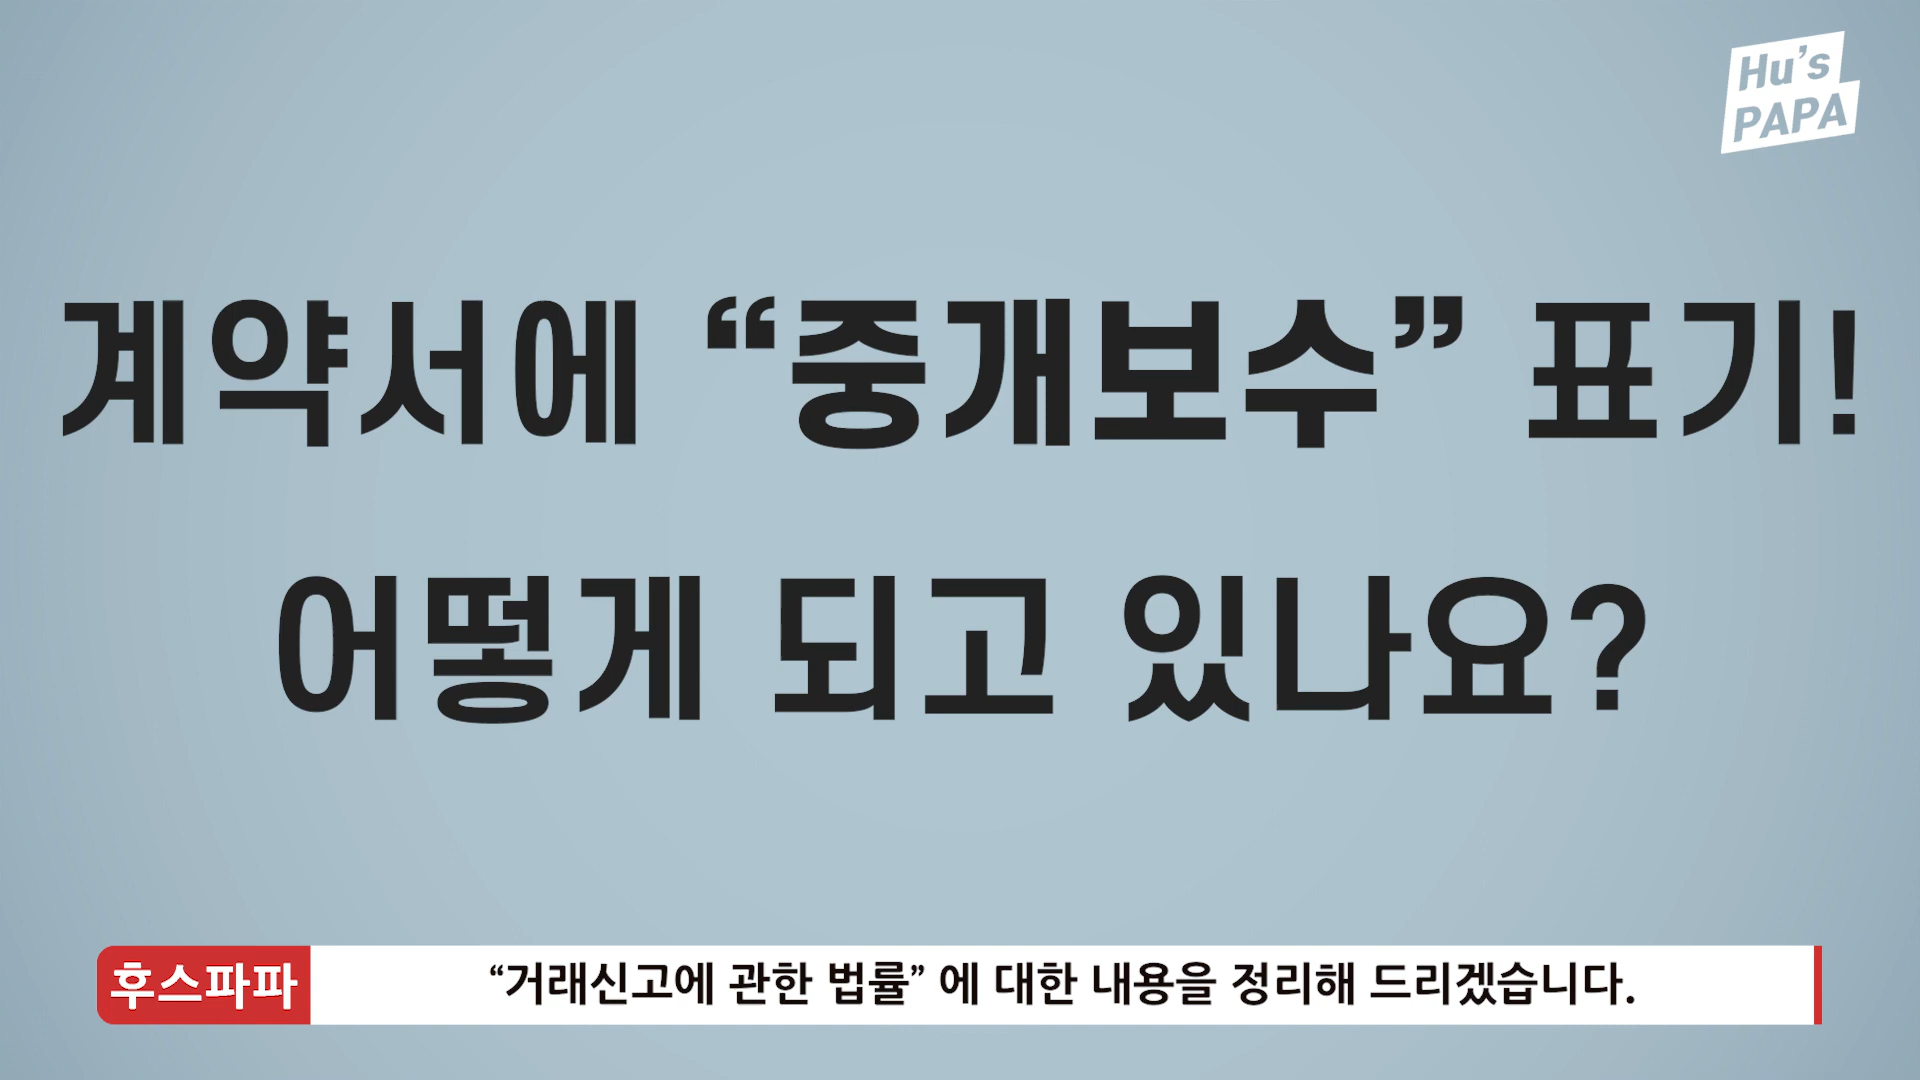 Hu's
PAPA
계약서에 “중개보수” 표기!
어떻게 되고 있나요?
후스파파
“거래신고에 관한 법률” 에 대한 내용을 정리해 드리겠습니다.